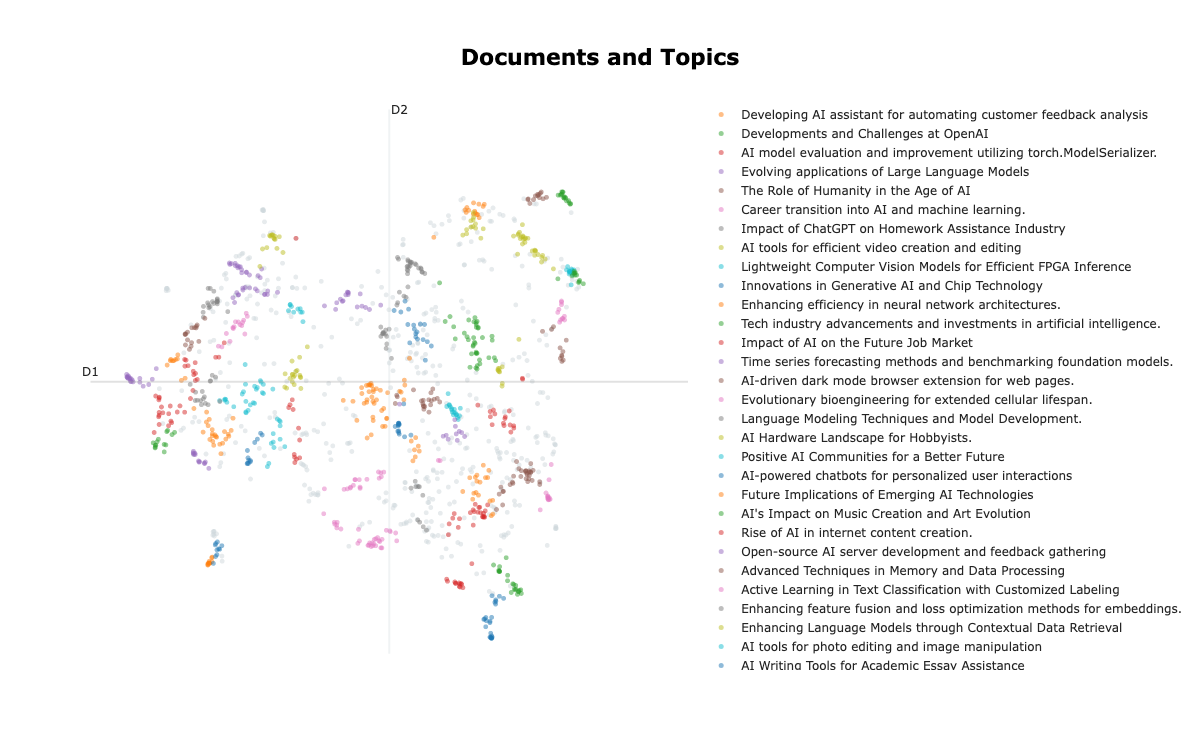 Documents and Topics
D2
D1
Developing AI assistant for automating customer feedback analysis
Developments and Challenges at OpenAI
AI model evaluation and improvement utilizing torch.ModelSerializer.
Evolving applications of Large Language Models
The Role of Humanity in the Age of AI
Career transition into AI and machine learning.
Impact of ChatGPT on Homework Assistance Industry
AI tools for efficient video creation and editing
Lightweight Computer Vision Models for Efficient FPGA Inference
Innovations in Generative AI and Chip Technology
Enhancing efficiency in neural network architectures.
Tech industry advancements and investments in artificial intelligence.
Impact of AI on the Future Job Market
Time series forecasting methods and benchmarking foundation models.
AI-driven dark mode browser extension for web pages.
Evolutionary bioengineering for extended cellular lifespan.
Language Modeling Techniques and Model Development.
AI Hardware Landscape for Hobbyists.
Positive AI Communities for a Better Future
AI-powered chatbots for personalized user interactions
Future Implications of Emerging AI Technologies
AI's Impact on Music Creation and Art Evolution
Rise of AI in internet content creation.
Open-source AI server development and feedback gathering
Advanced Techniques in Memory and Data Processing
Active Learning in Text Classification with Customized Labeling
Enhancing feature fusion and loss optimization methods for embeddings.
Enhancing Language Models through Contextual Data Retrieval
AI tools for photo editing and image manipulation
AI Writing Tools for Academic Essay Assistance